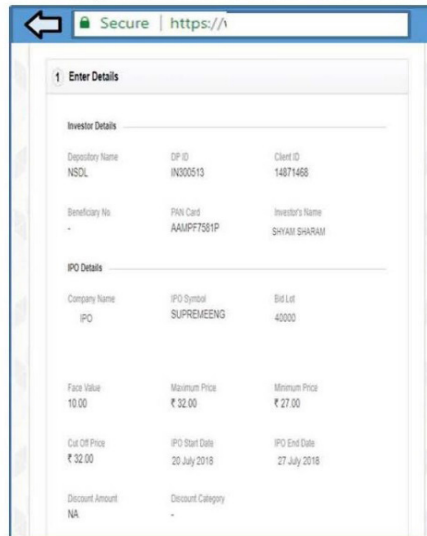 Secure | https://
1 Enter Details
Investor Details
Depository Name DP ID Client ID
NSDL IN300513 14871468
Beneficiary No. PAN Card Investor's Name
- AAMPF7581P SHYAM SHARAM
IPO Details
Company Name IPO Symbol Bid Lot
IPO SUPREMEENG 40000
Face Value Maximum Price Minimum Price
10.00 ₹ 32.00 ₹ 27.00
Cut Off Price IPO Start Date IPO End Date
₹ 32.00 20 July 2018 27 July 2018
Discount Amount Discount Category
NA -